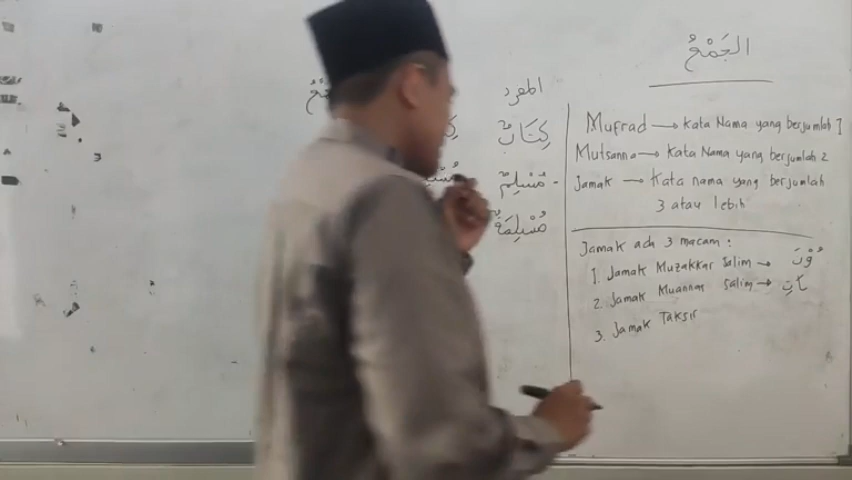 الجَمْعُ
Mufrad → Kata Nama yang berjumlah 1
Mutsanna → Kata Nama yang berjumlah 2
Jamak → Kata nama yang berjumlah
3 atau lebih
Jamak ada 3 macam :
1. Jamak Muzakkar Salim → ُوْنَ
2. Jamak Muannas Salim → َاتِ
3. Jamak Taksir
المفرد
كِتَابٌ
مُسْلِمٌ -
مُسْلِمَةٌ